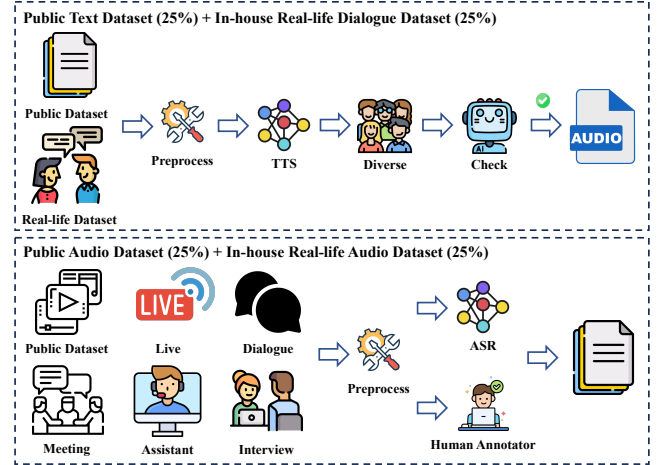 Public Text Dataset (25%) + In-house Real-life Dialogue Dataset (25%)
Public Dataset
Real-life Dataset
Preprocess
TTS
Diverse
AI
Check
AUDIO
Public Audio Dataset (25%) + In-house Real-life Audio Dataset (25%)
Public Dataset
LIVE
Live
Dialogue
Meeting
Assistant
Interview
Preprocess
ASR
Human Annotator